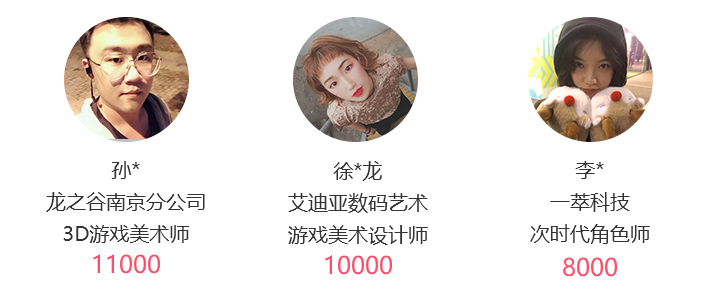 孙*
龙之谷南京分公司
3D游戏美术师
11000
徐*龙
艾迪亚数码艺术
游戏美术设计师
10000
李*
一萃科技
次时代角色师
8000